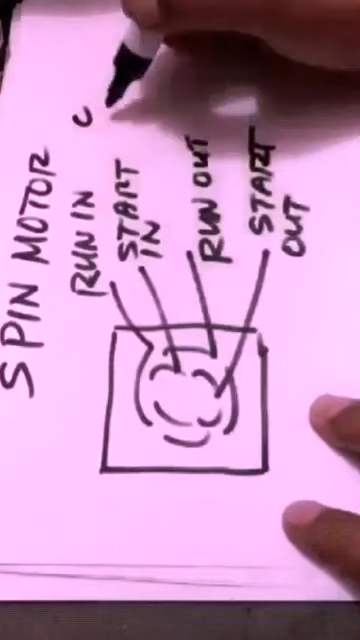 SPIN MOTOR
RUN IN C
START
IN
RUN OUT
START
OUT